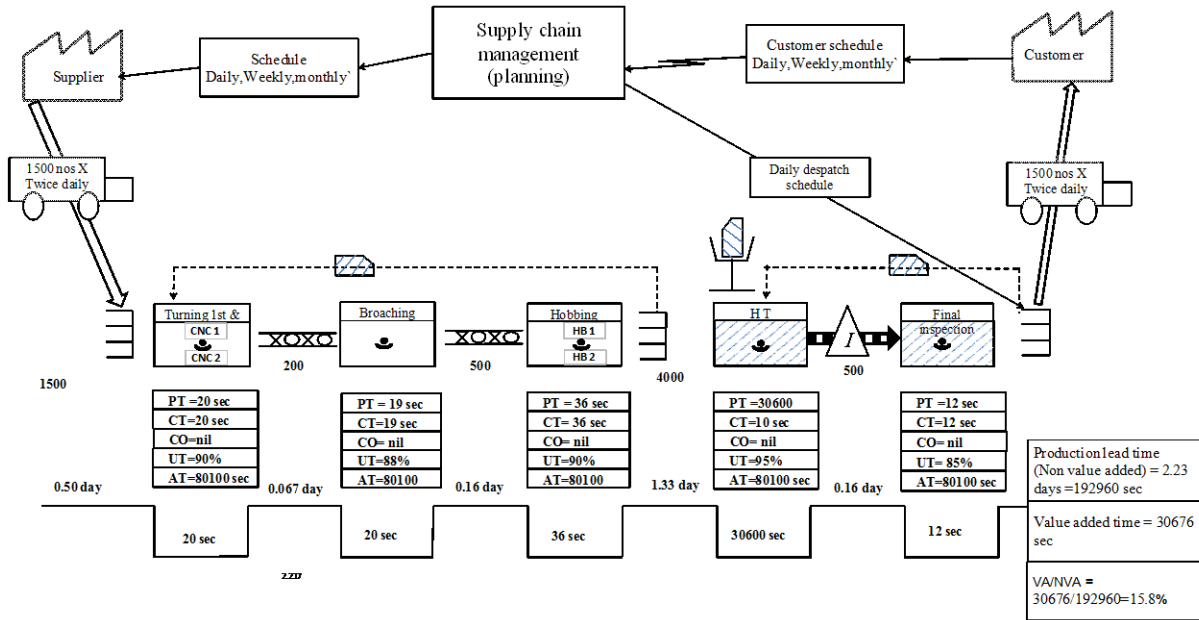 Supplier
Schedule
Daily,Weekly,monthly`
Supply chain
management
(planning)
Customer schedule
Daily,Weekly,monthly`
Customer
1500 nos X
Twice daily
Daily despatch
schedule
1500 nos X
Twice daily
Turning 1st &
CNC 1
CNC 2
Broaching
Hobbing
HB 1
HB 2
H T
I
Final
inspection
1500
200
500
4000
500
PT =20 sec
CT=20 sec
CO=nil
UT=90%
AT=80100 sec
PT = 19 sec
CT=19 sec
CO= nil
UT=88%
AT=80100
PT = 36 sec
CT= 36 sec
CO= nil
UT=90%
AT=80100
PT =30600
CT=10 sec
CO= nil
UT=95%
AT=80100 sec
PT =12 sec
CT=12 sec
CO= nil
UT= 85%
AT=80100 sec
0.50 day
0.067 day
0.16 day
1.33 day
0.16 day
20 sec
20 sec
36 sec
30600 sec
12 sec
2.217
Production lead time
(Non value added) = 2.23
days =192960 sec
Value added time = 30676
sec
VA/NVA =
30676/192960=15.8%